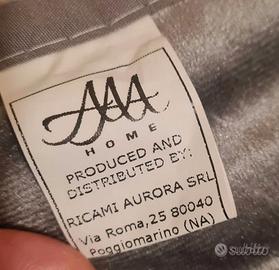 AAA
HOME
PRODUCED AND
DISTRIBUTED BY:
RICAMI AURORA SRL
Via Roma,25 80040
Poggiomarino (NA)
subito